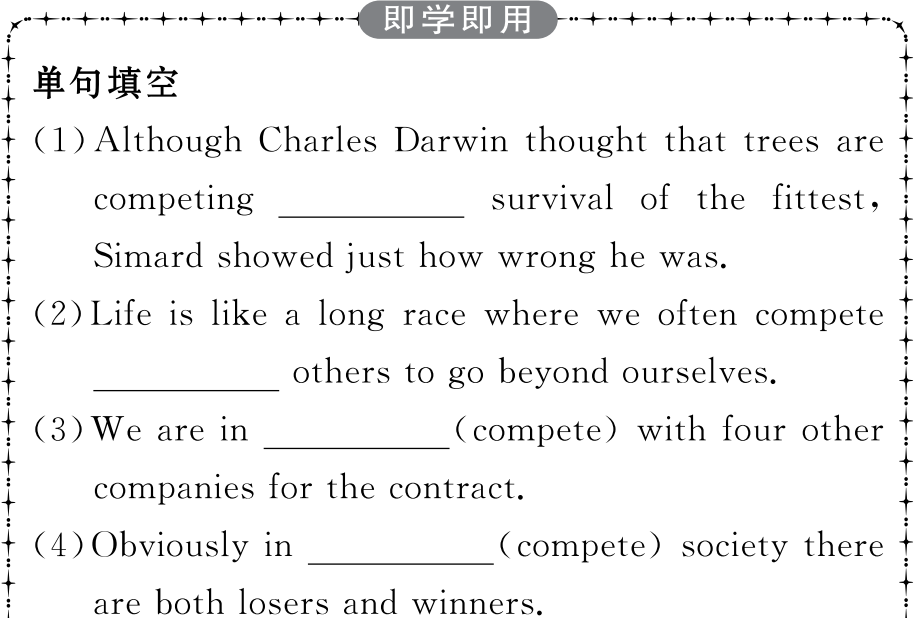 即学即用
单句填空
(1) Although Charles Darwin thought that trees are
competing __________ survival of the fittest,
Simard showed just how wrong he was.
(2) Life is like a long race where we often compete
__________ others to go beyond ourselves.
(3) We are in __________ (compete) with four other
companies for the contract.
(4) Obviously in __________ (compete) society there
are both losers and winners.